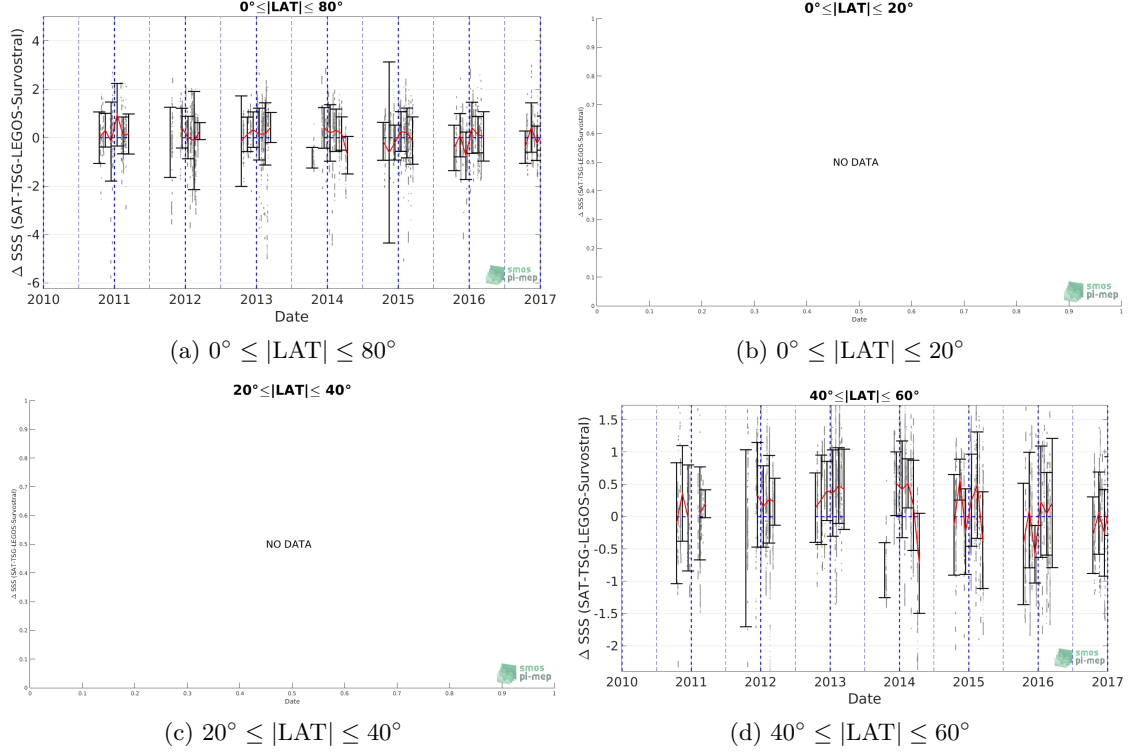 0°≤|LAT|≤ 80°
Δ SSS (SAT-TSG-LEGOS-Survostral)
4
2
0
-2
-4
-6
2010 2011 2012 2013 2014 2015 2016 2017
Date
smos
pi-mep
(a) 0° ≤ |LAT| ≤ 80°
0°≤|LAT|≤ 20°
Δ SSS (SAT-TSG-LEGOS-Survostral)
1
0.9
0.8
0.7
0.6
0.5
0.4
0.3
0.2
0.1
0
NO DATA
0 0.1 0.2 0.3 0.4 0.5 0.6 0.7 0.8 0.9 1
Date
smos
pi-mep
(b) 0° ≤ |LAT| ≤ 20°
20°≤|LAT|≤ 40°
Δ SSS (SAT-TSG-LEGOS-Survostral)
1
0.9
0.8
0.7
0.6
0.5
0.4
0.3
0.2
0.1
0
NO DATA
0 0.1 0.2 0.3 0.4 0.5 0.6 0.7 0.8 0.9 1
Date
smos
pi-mep
(c) 20° ≤ |LAT| ≤ 40°
40°≤|LAT|≤ 60°
Δ SSS (SAT-TSG-LEGOS-Survostral)
1.5
1
0.5
0
-0.5
-1
-1.5
-2
2010 2011 2012 2013 2014 2015 2016 2017
Date
smos
pi-mep
(d) 40° ≤ |LAT| ≤ 60°